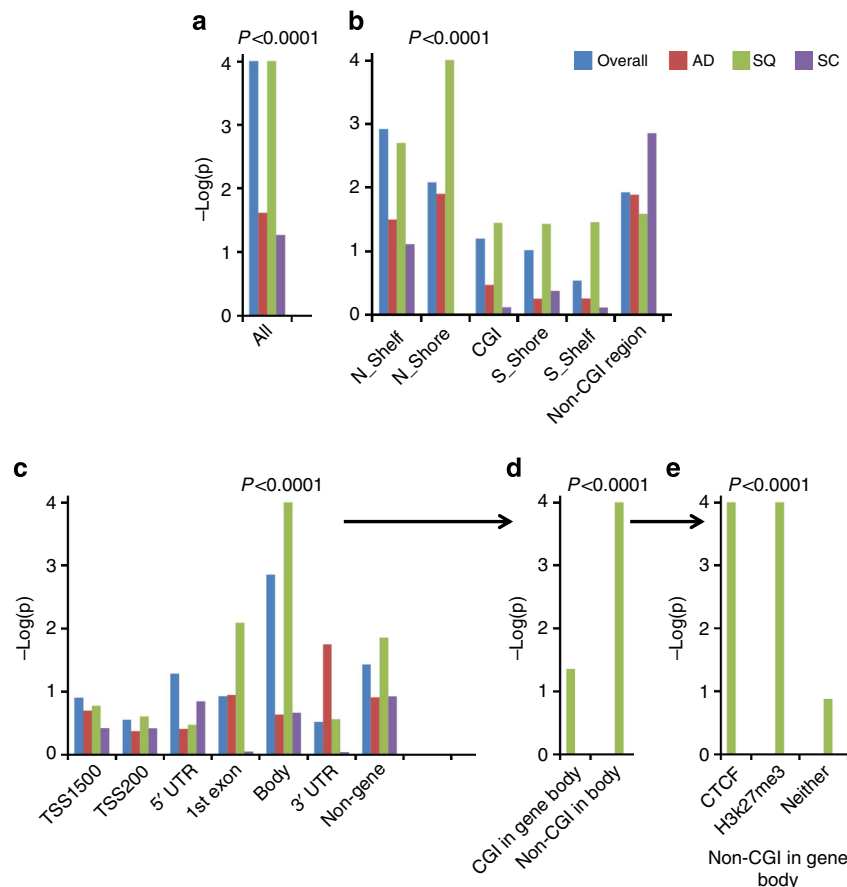 a
P<0.0001
–Log(p)
4
3
2
1
0
All
b
P<0.0001
4
3
2
1
0
N_Shelf
N_Shore
CGI
S_Shore
S_Shelf
Non-CGI region
Overall
AD
SQ
SC
c
P<0.0001
–Log(p)
4
3
2
1
0
TSS1500
TSS200
5′ UTR
1st exon
Body
3′ UTR
Non-gene
d
P<0.0001
–Log(p)
4
3
2
1
0
CGI in gene body
Non-CGI in body
e
P<0.0001
–Log(p)
4
3
2
1
0
CTCF
H3k27me3
Neither
Non-CGI in gene
body